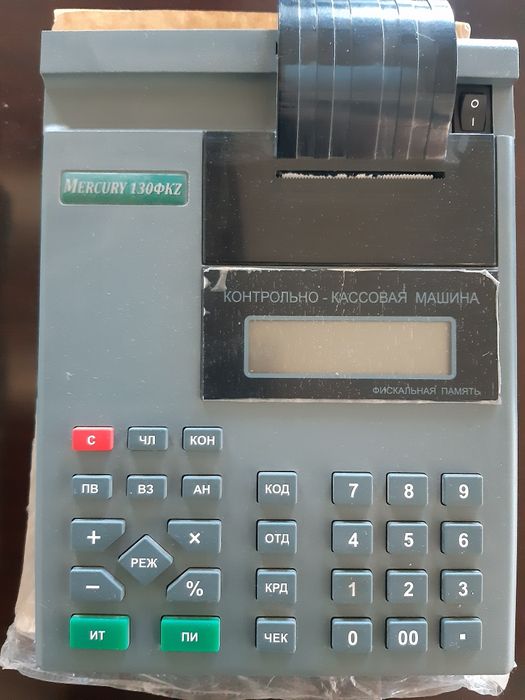 O
I
MERCURY 130ФKZ
КОНТРОЛЬНО - КАССОВАЯ МАШИНА
ФИСКАЛЬНАЯ ПАМЯТЬ
С ЧЛ КОН
ПВ ВЗ АН КОД 7 8 9
+ × ОТД 4 5 6
РЕЖ
− % КРД 1 2 3
ИТ ПИ ЧЕК 0 00 .